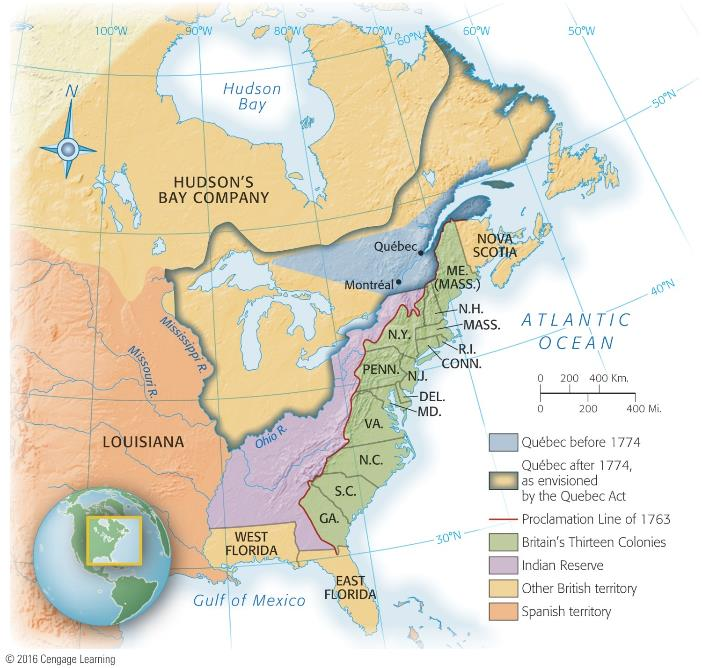 100°W
90°W
80°W
70°W
60°N
60°W
50°W
50°N
Hudson
Bay
N
HUDSON'S
BAY COMPANY
Québec
NOVA
SCOTIA
ME.
(MASS.)
Montréal
40°N
N.H.
MASS.
ATLANTIC
OCEAN
Mississippi R.
N.Y.
R.I.
CONN.
Missouri R.
PENN.
N.J.
0 200 400 Km.
0 200 400 Mi.
DEL.
MD.
VA.
LOUISIANA
Ohio R.
N.C.
S.C.
GA.
WEST
FLORIDA
30°N
EAST
FLORIDA
Gulf of Mexico
Québec before 1774
Québec after 1774,
as envisioned
by the Quebec Act
Proclamation Line of 1763
Britain's Thirteen Colonies
Indian Reserve
Other British territory
Spanish territory
© 2016 Cengage Learning